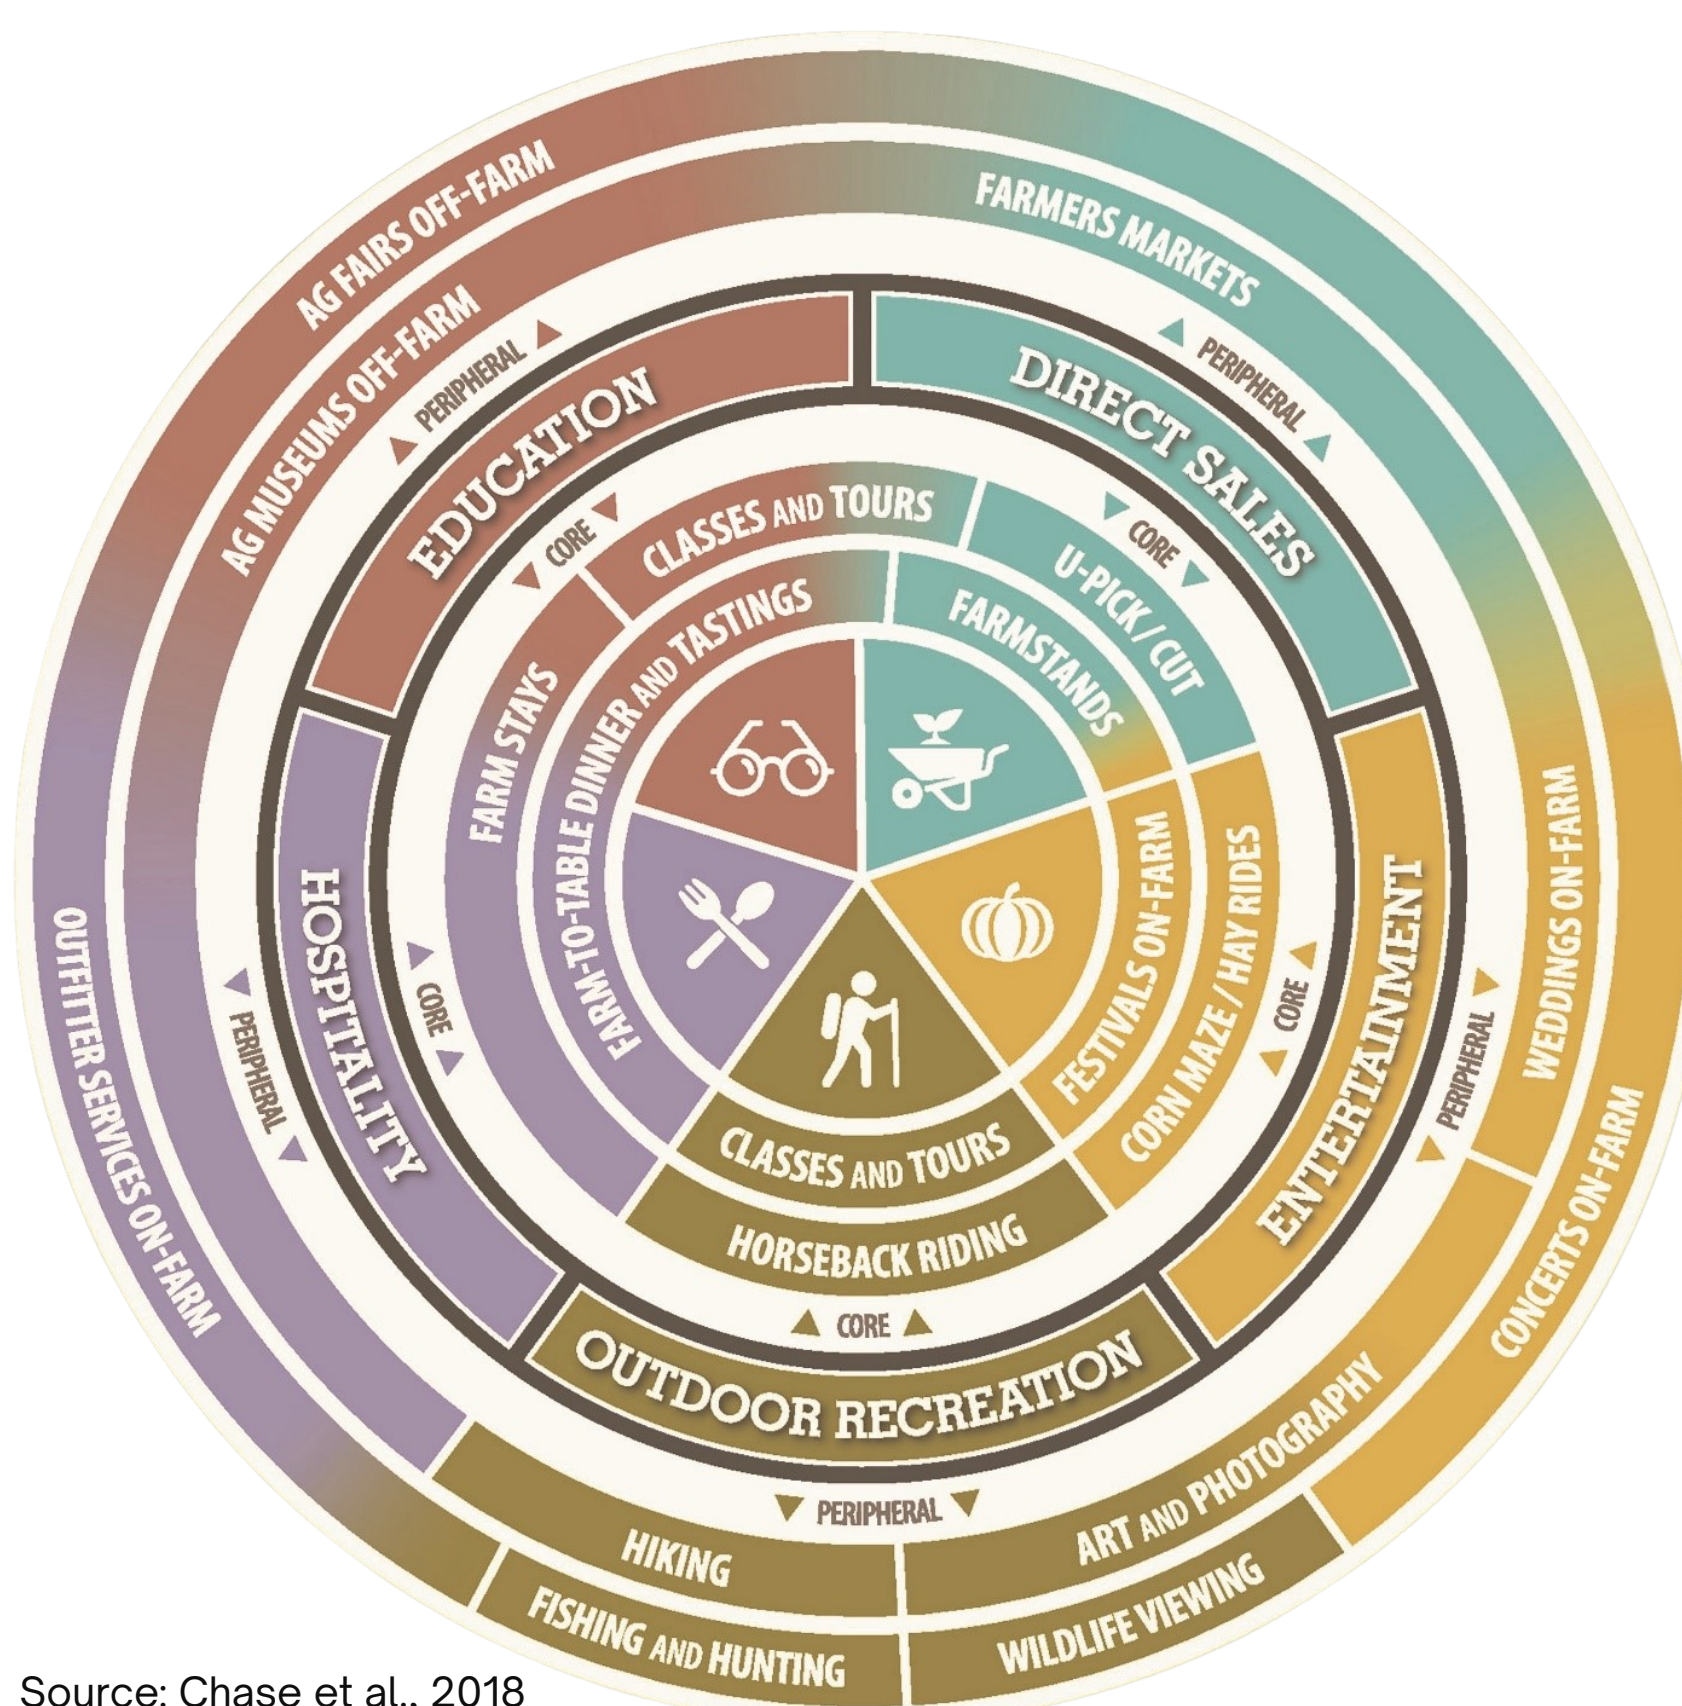 AG FAIRS OFF-FARM
AG MUSEUMS OFF-FARM
FARMERS MARKETS
PERIPHERAL
PERIPHERAL
EDUCATION
DIRECT SALES
CORE
CORE
CLASSES AND TOURS
U-PICK / CUT
FARM STAYS
FARM-TO-TABLE DINNER AND TASTINGS
FARMSTANDS
HOSPITALITY
CORE
PERIPHERAL
OUTFITTER SERVICES ON-FARM
FESTIVALS ON-FARM
CORN MAZE / HAY RIDES
CORE
ENTERTAINMENT
PERIPHERAL
WEDDINGS ON-FARM
CONCERTS ON-FARM
CLASSES AND TOURS
HORSEBACK RIDING
CORE
OUTDOOR RECREATION
PERIPHERAL
HIKING
ART AND PHOTOGRAPHY
FISHING AND HUNTING
WILDLIFE VIEWING
Source: Chase et al., 2018